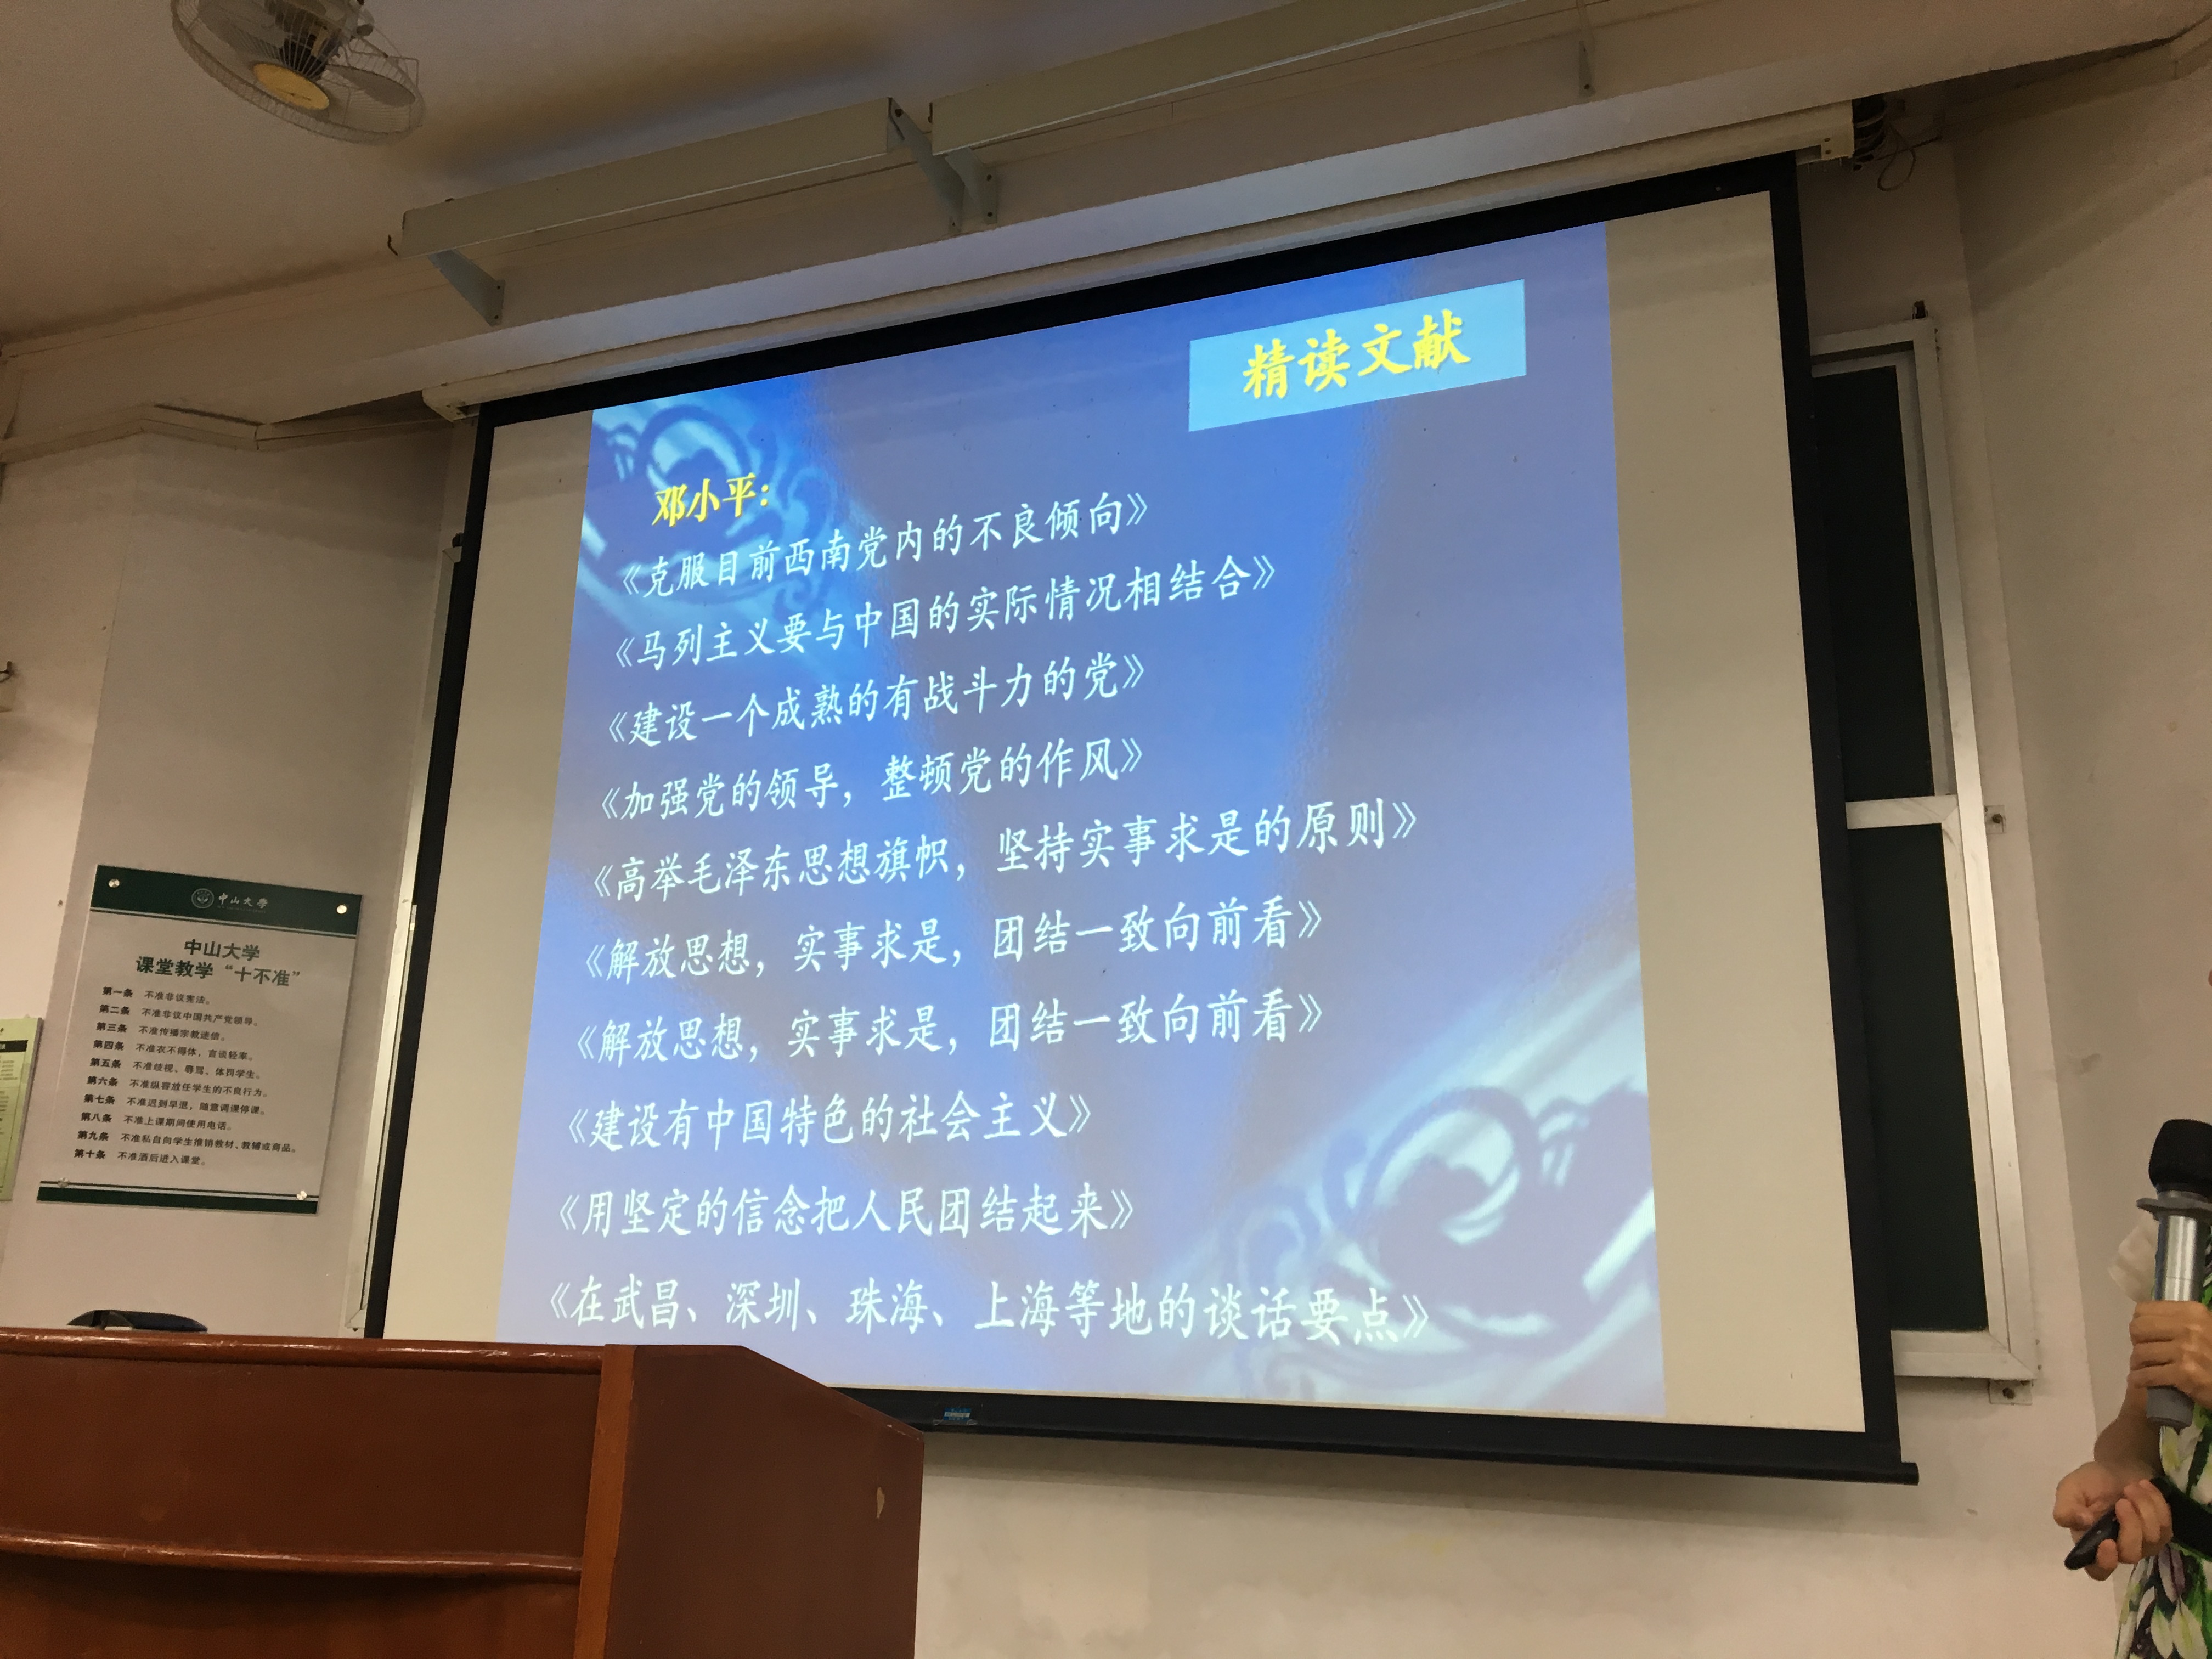 精读文献
邓小平：
《克服目前西南党内的不良倾向》
《马列主义要与中国的实际情况相结合》
《建设一个成熟的有战斗力的党》
《加强党的领导，整顿党的作风》
《高举毛泽东思想旗帜，坚持实事求是的原则》
《解放思想，实事求是，团结一致向前看》
《解放思想，实事求是，团结一致向前看》
《建设有中国特色的社会主义》
《用坚定的信念把人民团结起来》
《在武昌、深圳、珠海、上海等地的谈话要点》
中山大學
中山大学
课堂教学“十不准”
第一条 不准非议宪法。
第二条 不准非议中国共产党领导。
第三条 不准传播宗教迷信。
第四条 不准衣不得体，言谈轻率。
第五条 不准歧视、辱骂、体罚学生。
第六条 不准纵容放任学生的不良行为。
第七条 不准迟到早退，随意调课停课。
第八条 不准上课期间使用电话。
第九条 不准私自向学生推销教材、教辅或商品。
第十条 不准酒后进入课堂。